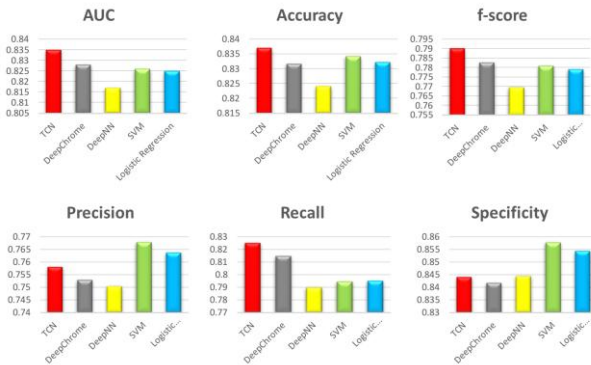 AUC
0.84
0.835
0.83
0.825
0.82
0.815
0.81
0.805
TCN
DeepChrome
DeepNN
SVM
Logistic Regression
Accuracy
0.84
0.835
0.83
0.825
0.82
0.815
TCN
DeepChrome
DeepNN
SVM
Logistic Regression
f-score
0.795
0.79
0.785
0.78
0.775
0.77
0.765
0.76
0.755
TCN
DeepChrome
DeepNN
SVM
Logistic...
Precision
0.77
0.765
0.76
0.755
0.75
0.745
0.74
TCN
DeepChrome
DeepNN
SVM
Logistic...
Recall
0.83
0.82
0.81
0.8
0.79
0.78
0.77
TCN
DeepChrome
DeepNN
SVM
Logistic...
Specificity
0.86
0.855
0.85
0.845
0.84
0.835
0.83
TCN
DeepChrome
DeepNN
SVM
Logistic...